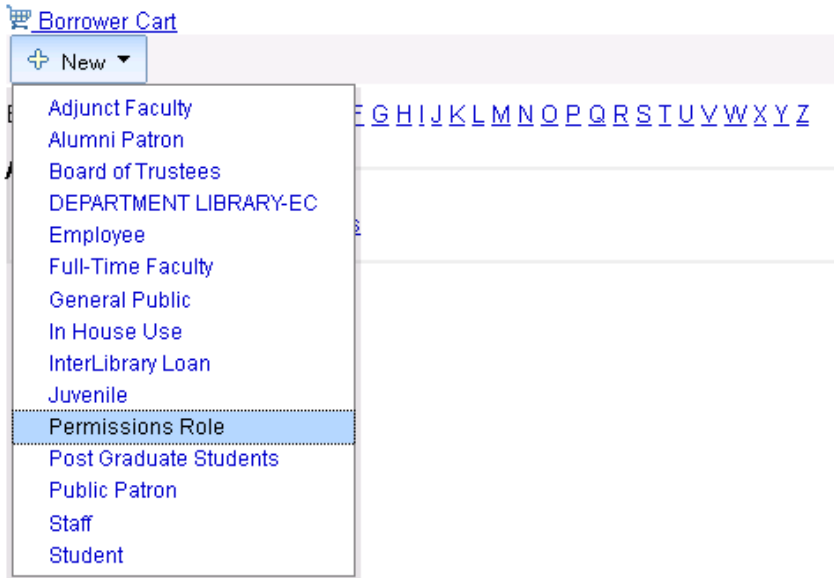 Borrower Cart
New
G H I J K L M N O P Q R S T U V W X Y Z
Adjunct Faculty
Alumni Patron
Board of Trustees
DEPARTMENT LIBRARY-EC
Employee
Full-Time Faculty
General Public
In House Use
InterLibrary Loan
Juvenile
Permissions Role
Post Graduate Students
Public Patron
Staff
Student